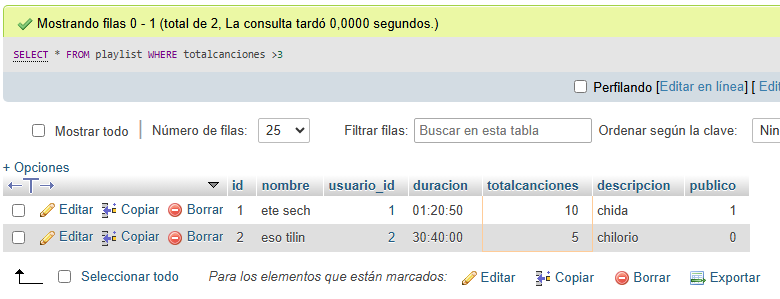 Mostrando filas 0 - 1 (total de 2, La consulta tardó 0,0000 segundos.)
SELECT * FROM playlist WHERE totalcanciones >3
Perfilando [Editar en línea] [ Edit
Mostrar todo Número de filas: 25 Filtrar filas: Buscar en esta tabla Ordenar según la clave: Nin
+ Opciones
id nombre usuario_id duracion totalcanciones descripcion publico
Editar Copiar Borrar 1 ete sech 1 01:20:50 10 chida 1
Editar Copiar Borrar 2 eso tilin 2 30:40:00 5 chilorio 0
Seleccionar todo Para los elementos que están marcados: Editar Copiar Borrar Exportar